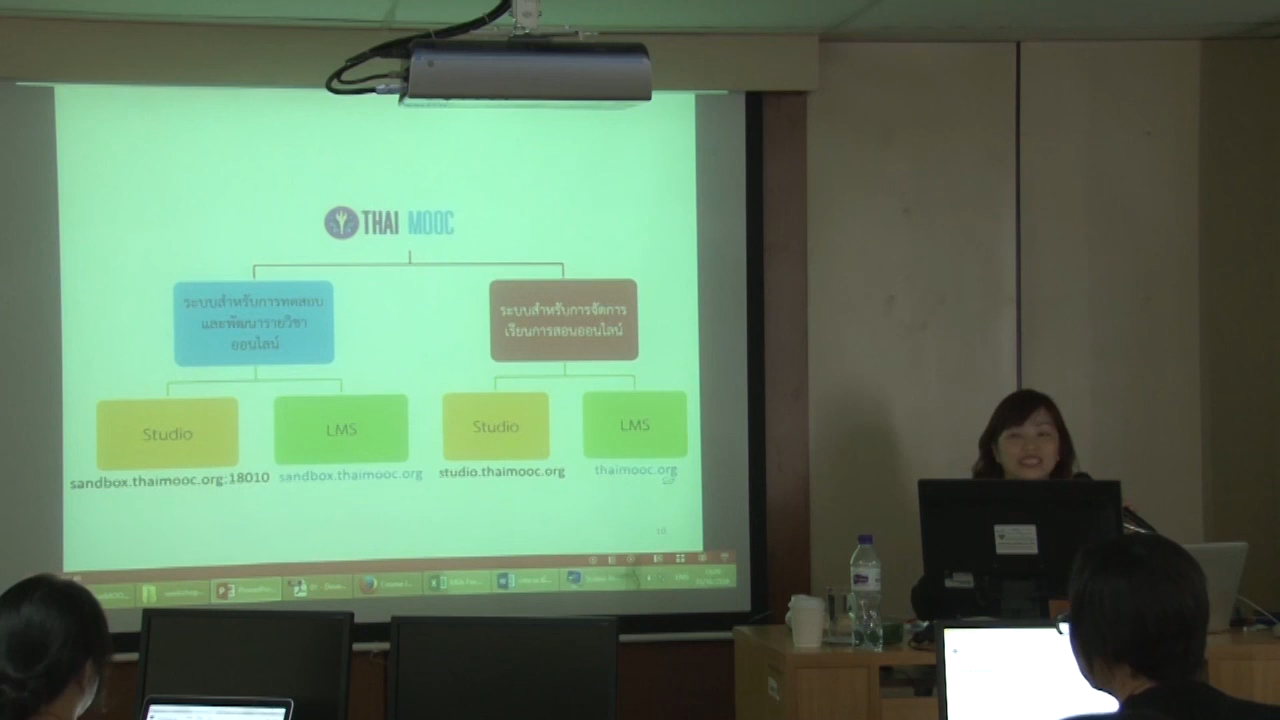 THAI MOOC
ระบบสำหรับการทดสอบ
และพัฒนารายวิชา
ออนไลน์
ระบบสำหรับการจัดการ
เรียนการสอนออนไลน์
Studio
LMS
Studio
LMS
sandbox.thaimooc.org:18010
sandbox.thaimooc.org
studio.thaimooc.org
thaimooc.org